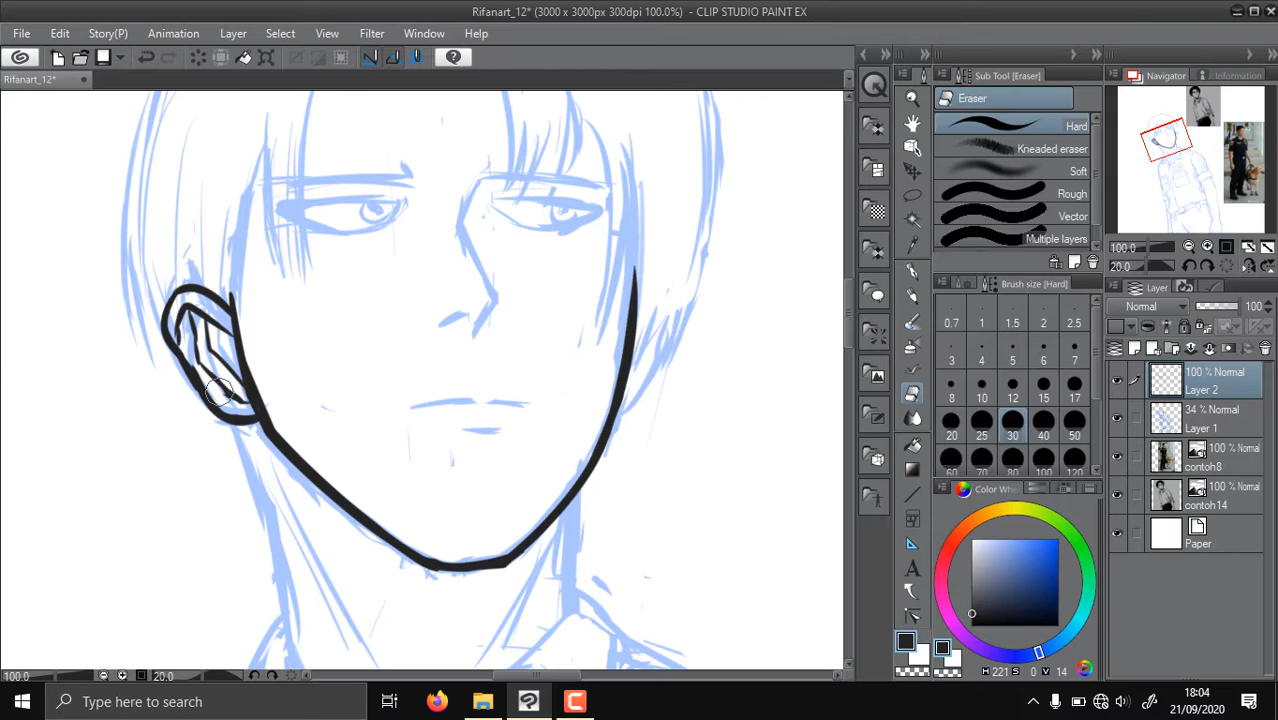 Rifanart_12* (3000 x 3000px 300dpi 100.0%) - CLIP STUDIO PAINT EX
File Edit Story(P) Animation Layer Select View Filter Window Help
Rifanart_12*
Sub Tool [Eraser]
Eraser
Hard
Kneaded eraser
Soft
Rough
Vector
Multiple layers
Brush size [Hard]
0.7 1 1.5 2 2.5
3 4 5 6 7
8 10 12 15 17
20 25 30 40 50
60 70 80 100 120
Color Whe
H 221 S 0 V 14
Navigator
Information
100.0
20.0
Layer
Normal
100
100 % Normal
Layer 2
34 % Normal
Layer 1
100 % Normal
contoh8
100 % Normal
contoh14
Paper
100.0
20.0
Type here to search
18:04
21/09/2020